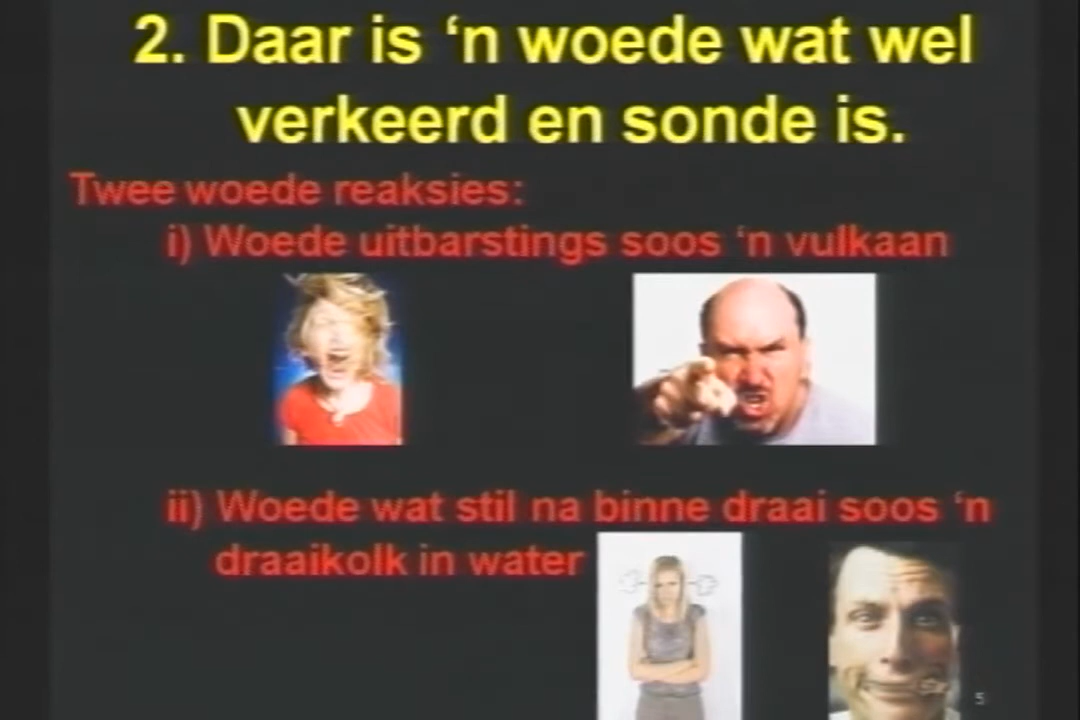 2. Daar is ‘n woede wat wel
verkeerd en sonde is.
Twee woede reaksies:
i) Woede uitbarstings soos ‘n vulkaan
ii) Woede wat stil na binne draai soos ‘n
draaikolk in water
5